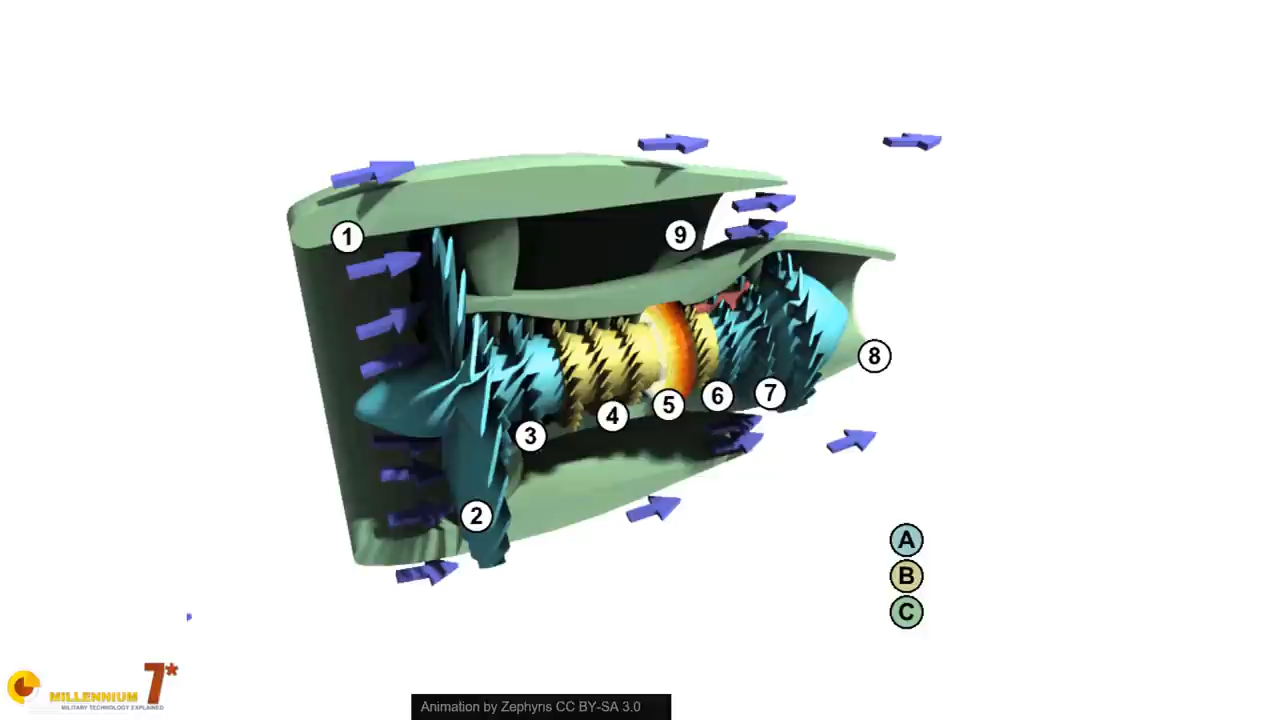 1
9
8
6
7
5
4
3
2
A
B
C
7*
MILLENNIUM
MILITARY TECHNOLOGY EXPLAINED
Animation by Zephyris CC BY-SA 3.0